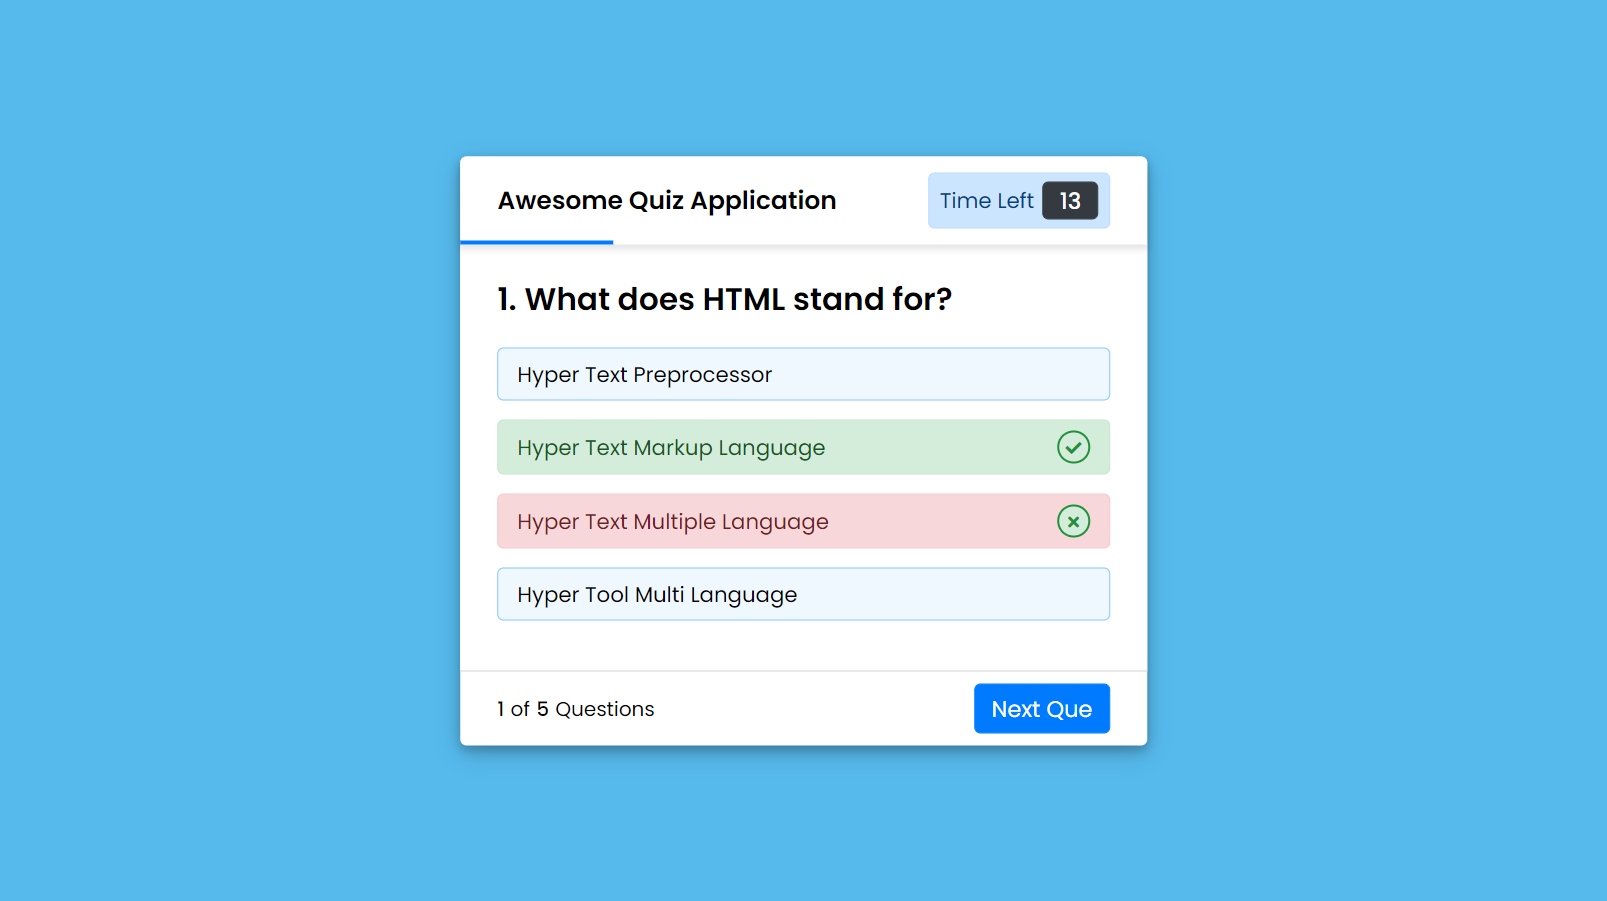 Awesome Quiz Application
Time Left 13
1. What does HTML stand for?
Hyper Text Preprocessor
Hyper Text Markup Language
Hyper Text Multiple Language
Hyper Tool Multi Language
1 of 5 Questions
Next Que